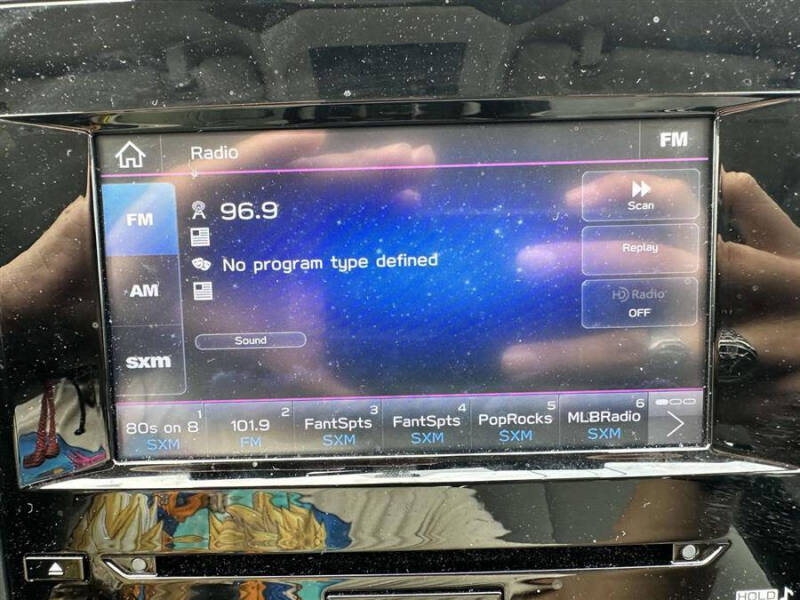 Radio
FM
FM
96.9
Scan
AM
No program type defined
Replay
HD Radio
OFF
sxm
Sound
1
80s on 8
SXM
2
101.9
FM
3
FantSpts
SXM
4
FantSpts
SXM
5
PopRocks
SXM
6
MLBRadio
SXM
HOLD